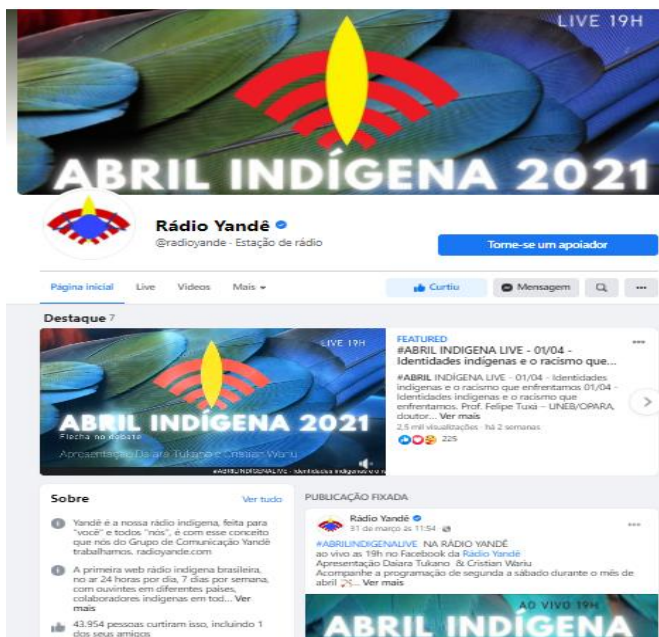 LIVE 19H
ABRIL INDÍGENA 2021
Rádio Yandê
@radioyande · Estação de rádio
Torne-se um apoiador
Página inicial Live Vídeos Mais
Curtiu Mensagem
Destaque 7
LIVE 19H
ABRIL INDÍGENA 2021
Flecha no debate
Apresentação Daiara Tukano e Cristian Wariu
FEATURED
#ABRIL INDIGENA LIVE - 01/04 -
Identidades indígenas e o racismo que...
#ABRIL INDÍGENA LIVE - 01/04 - Identidades
indígenas e o racismo que enfrentamos 01/04 -
Identidades indígenas e o racismo que
enfrentamos. Prof. Felipe Tuxá – UNEB/OPARA,
doutor... Ver mais
2,5 mil visualizações · há 2 semanas
225
Sobre Ver tudo
Yandê é a nossa rádio indígena, feita para
"você" e todos "nós", é com esse conceito
que nós do Grupo de Comunicação Yandê
trabalhamos. radioyande.com
A primeira web rádio indígena brasileira,
no ar 24 horas por dia, 7 dias por semana,
com ouvintes em diferentes países,
colaboradores indígenas em tod... Ver
mais
43.954 pessoas curtiram isso, incluindo 1
dos seus amigos
PUBLICAÇÃO FIXADA
Rádio Yandê
31 de março às 11:54
#ABRILINDIGENALIVE NA RÁDIO YANDÊ
ao vivo as 19h no Facebook da Rádio Yandê
Apresentação Daiara Tukano & Cristian Wariu
Acompanhe a programação de segunda a sábado durante o mês de
abril ... Ver mais
AO VIVO 19H
ABRIL INDÍGENA